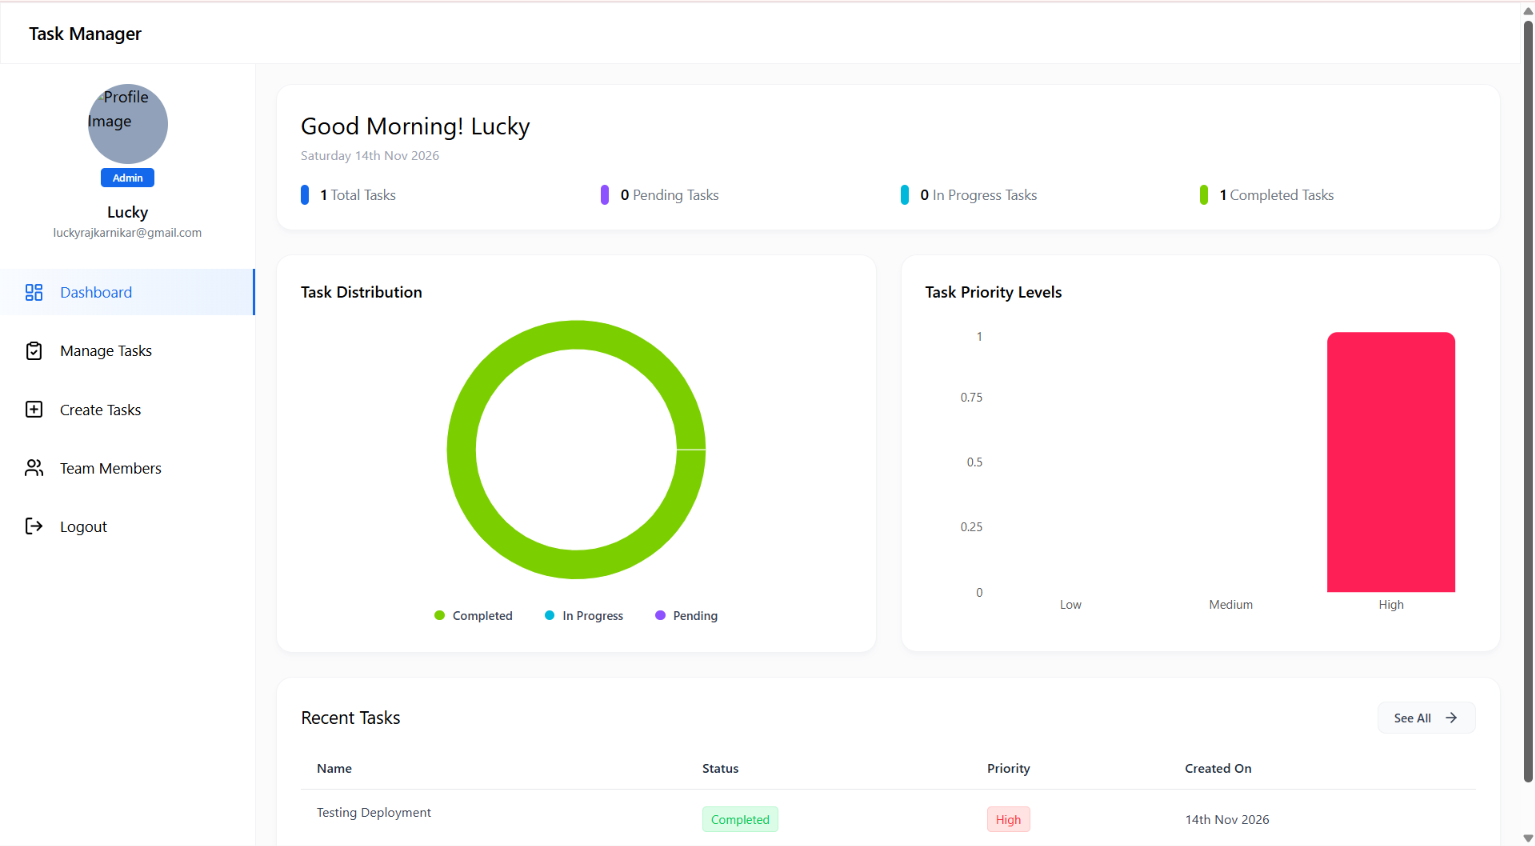 Task Manager
Profile
Image
Admin
Lucky
luckyrajkarnikar@gmail.com
Dashboard
Manage Tasks
Create Tasks
Team Members
Logout
Good Morning! Lucky
Saturday 14th Nov 2026
1 Total Tasks
0 Pending Tasks
0 In Progress Tasks
1 Completed Tasks
Task Distribution
Completed
In Progress
Pending
Task Priority Levels
1
0.75
0.5
0.25
0
Low
Medium
High
Recent Tasks
See All
Name Status Priority Created On
Testing Deployment Completed High 14th Nov 2026